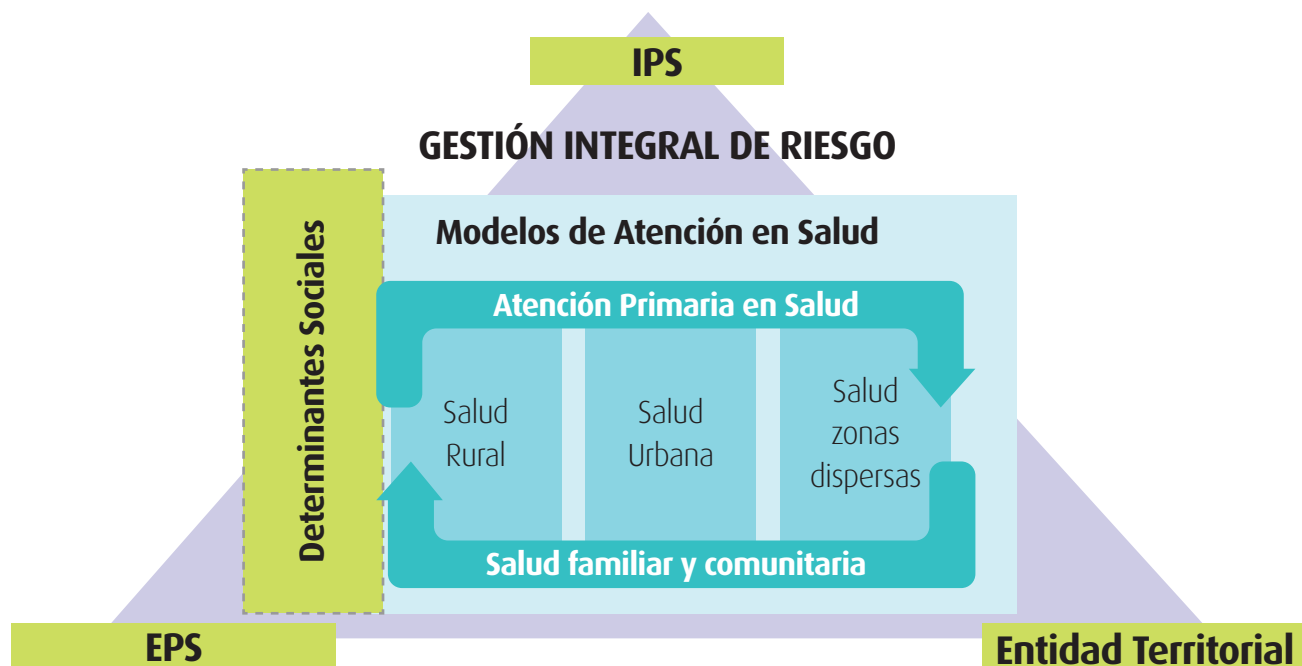 IPS
GESTIÓN INTEGRAL DE RIESGO
Determinantes Sociales
Modelos de Atención en Salud
Atención Primaria en Salud
Salud
Rural
Salud
Urbana
Salud
zonas
dispersas
Salud familiar y comunitaria
EPS
Entidad Territorial